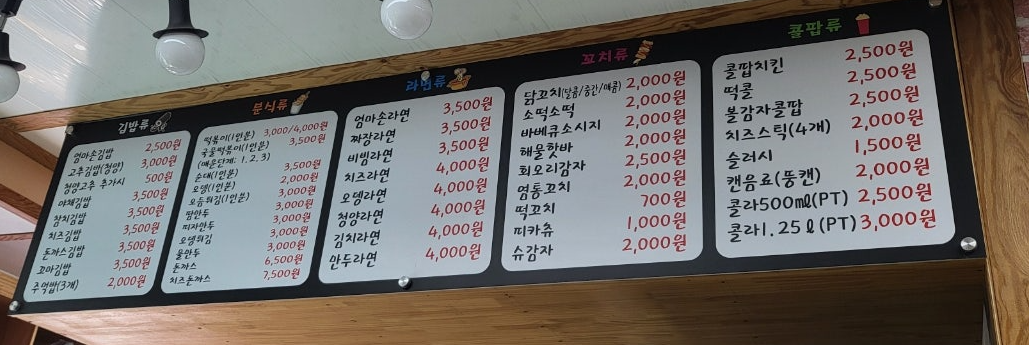 김밥류
엄마손김밥 2,500원
고추김밥(청양) 3,000원
청양고추 추가시 500원
야채김밥 3,500원
참치김밥 3,500원
치즈김밥 3,500원
돈까스김밥 3,500원
꼬마김밥 3,500원
주먹밥(3개) 2,000원
분식류
떡볶이(1인분) 3,000/4,000원
국물떡볶이(1인분) 3,500원
(매운단계: 1.2.3)
순대(1인분) 3,500원
오뎅(1인분) 2,000원
모듬튀김(1인분) 3,000원
찜만두 3,000원
피자만두 3,000원
오뎅튀김 3,000원
물만두 3,000원
돈까스 6,500원
치즈돈까스 7,500원
라면류
엄마손라면 3,500원
짜장라면 3,500원
비빔라면 3,500원
치즈라면 4,000원
오뎅라면 4,000원
청양라면 4,000원
김치라면 4,000원
만두라면 4,000원
꼬치류
닭꼬치(달콤/중간/매콤) 2,000원
소떡소떡 2,000원
바베큐소시지 2,000원
해물핫바 2,000원
회오리감자 2,500원
염통꼬치 2,000원
떡꼬치 700원
피카츄 1,000원
슈감자 2,000원
콜팝류
콜팝치킨 2,500원
떡콜 2,500원
볼감자콜팝 2,500원
치즈스틱(4개) 2,000원
슬러시 1,500원
캔음료(뚱캔) 2,000원
콜라500ml(PT) 2,500원
콜라1.25ℓ(PT) 3,000원